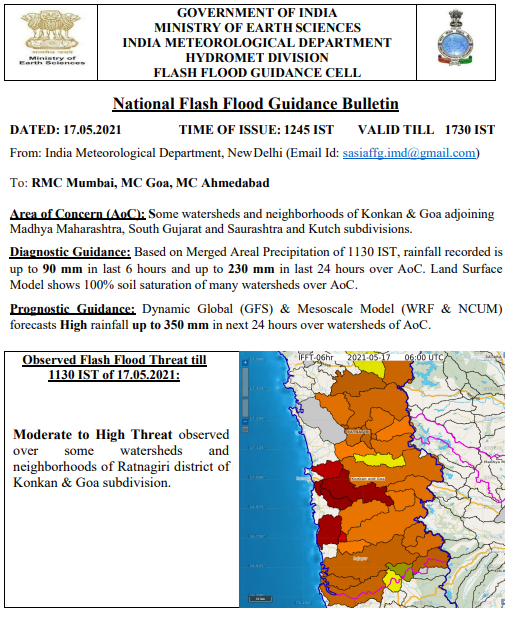 GOVERNMENT OF INDIA
MINISTRY OF EARTH SCIENCES
INDIA METEOROLOGICAL DEPARTMENT
HYDROMET DIVISION
FLASH FLOOD GUIDANCE CELL
Ministry of
Earth Sciences
National Flash Flood Guidance Bulletin
DATED: 17.05.2021 TIME OF ISSUE: 1245 IST VALID TILL 1730 IST
From: India Meteorological Department, NewDelhi (Email Id: sasiaffg.imd@gmail.com)
To: RMC Mumbai, MC Goa, MC Ahmedabad
Area of Concern (AoC): Some watersheds and neighborhoods of Konkan & Goa adjoining
Madhya Maharashtra, South Gujarat and Saurashtra and Kutch subdivisions.
Diagnostic Guidance: Based on Merged Areal Precipitation of 1130 IST, rainfall recorded is
up to 90 mm in last 6 hours and up to 230 mm in last 24 hours over AoC. Land Surface
Model shows 100% soil saturation of many watersheds over AoC.
Prognostic Guidance: Dynamic Global (GFS) & Mesoscale Model (WRF & NCUM)
forecasts High rainfall up to 350 mm in next 24 hours over watersheds of AoC.
Observed Flash Flood Threat till
1130 IST of 17.05.2021:
Moderate to High Threat observed
over some watersheds and
neighborhoods of Ratnagiri district of
Konkan & Goa subdivision.
IFFT-06hr 2021-05-17 06:00 UTC
RATNAGIRI
Konkan and Goa